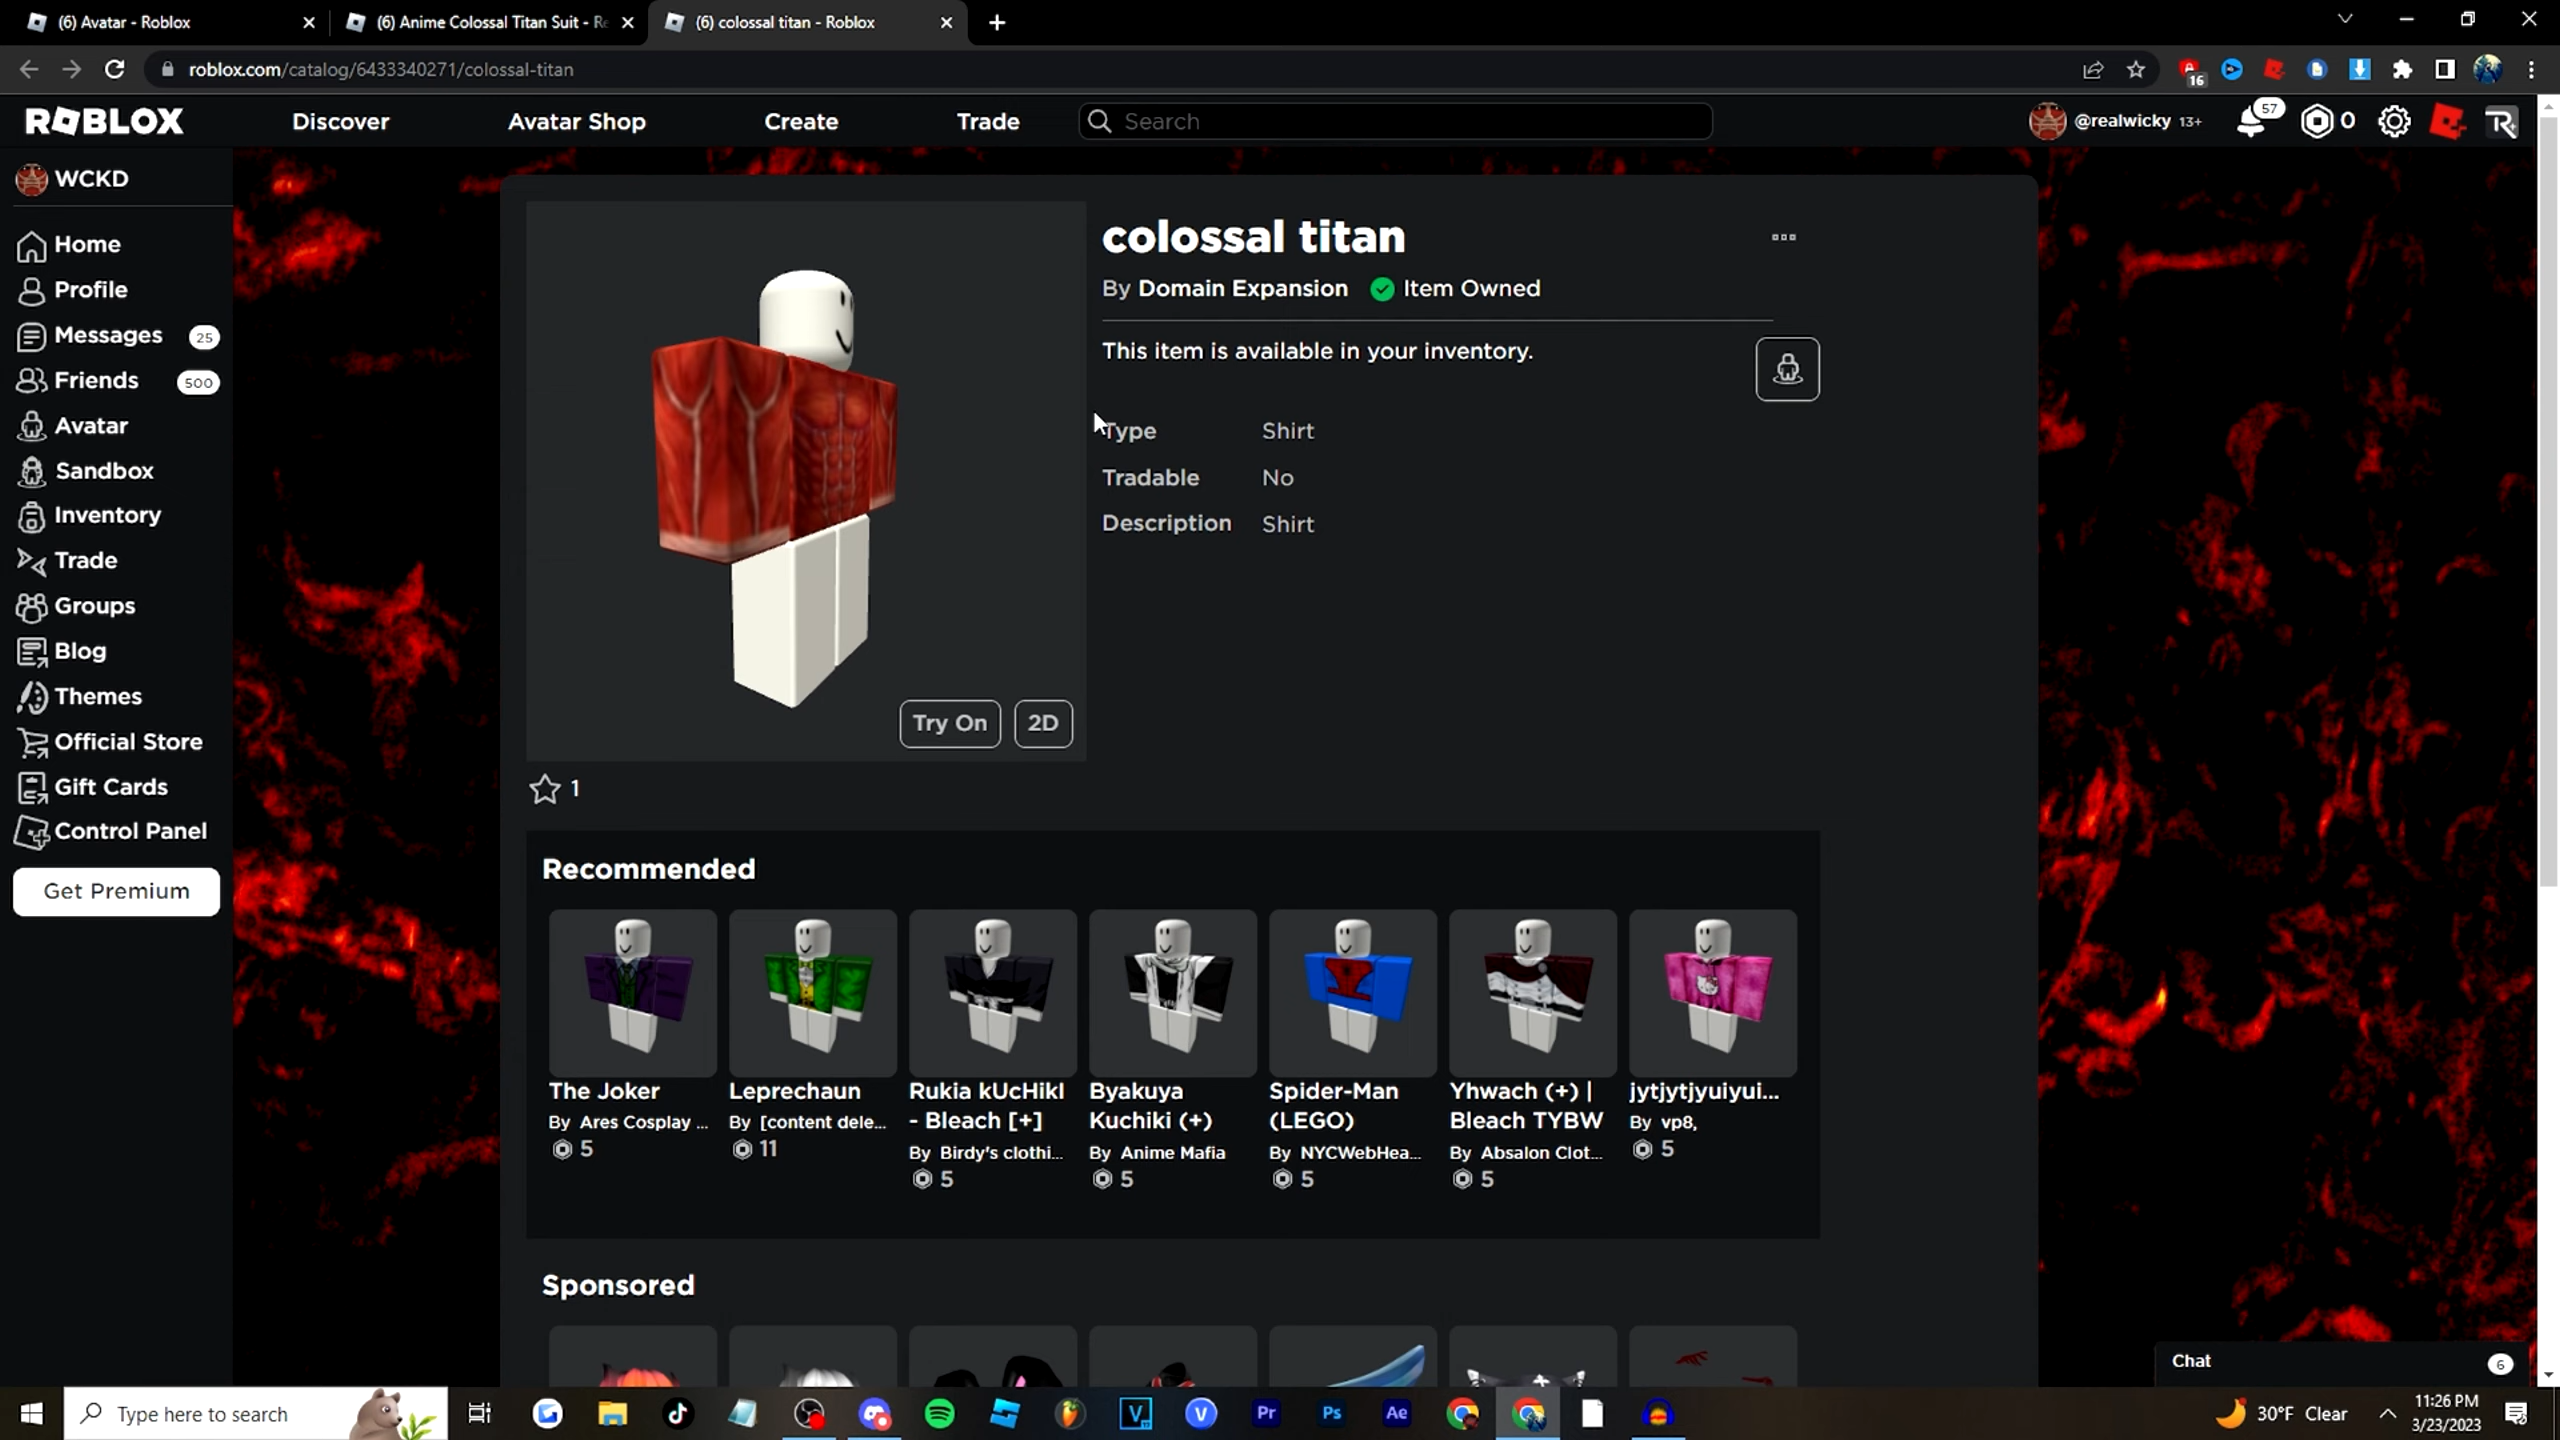 (6) Avatar - Roblox
(6) Anime Colossal Titan Suit - Re
(6) colossal titan - Roblox
roblox.com/catalog/6433340271/colossal-titan
16
ROBLOX
Discover
Avatar Shop
Create
Trade
Search
@realwicky 13+
57
0
WCKD
Home
Profile
Messages 25
Friends 500
Avatar
Sandbox
Inventory
Trade
Groups
Blog
Themes
Official Store
Gift Cards
Control Panel
Get Premium
colossal titan
By Domain Expansion Item Owned
This item is available in your inventory.
Type Shirt
Tradable No
Description Shirt
Try On 2D
1
Recommended
The Joker
By Ares Cosplay ...
5
Leprechaun
By [content dele...
11
Rukia kUcHikI
- Bleach [+]
By Birdy's clothi...
5
Byakuya
Kuchiki (+)
By Anime Mafia
5
Spider-Man
(LEGO)
By NYCWebHea...
5
Yhwach (+) |
Bleach TYBW
By Absalon Clot...
5
jytjytjyuiyui...
By vp8,
5
Sponsored
Chat 6
Type here to search
Pr
Ps
Ae
30°F Clear
11:26 PM
3/23/2023